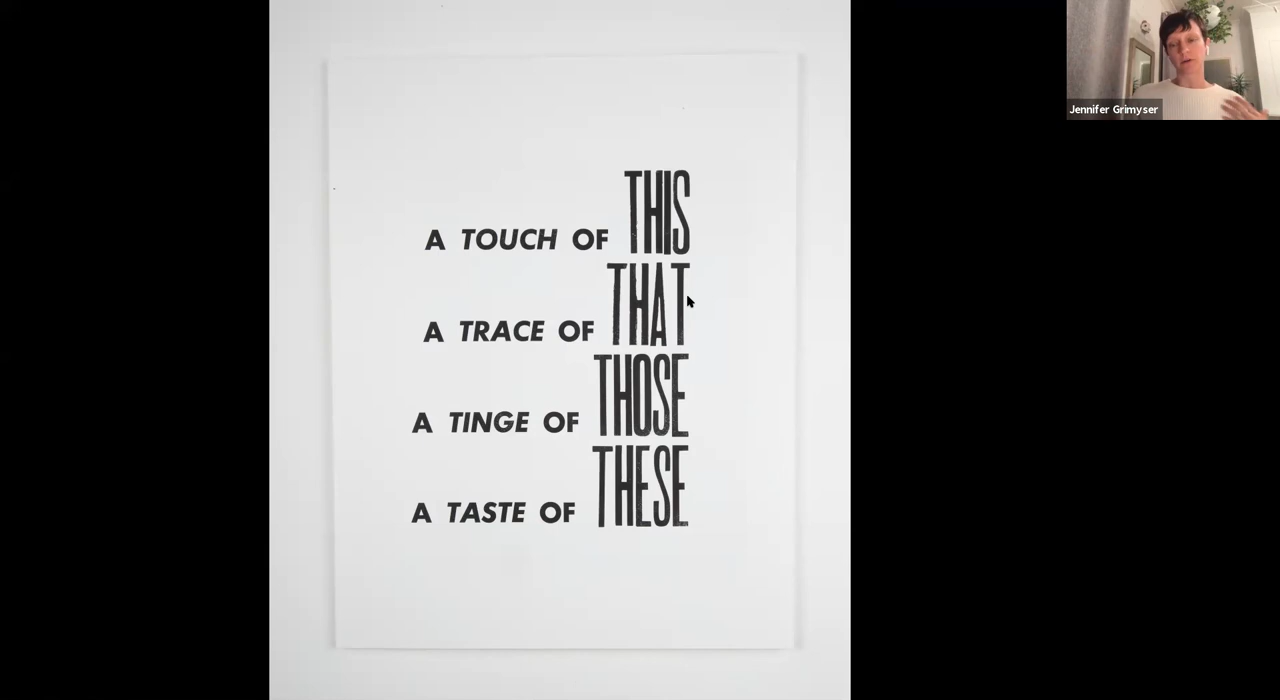 A TOUCH OF THIS
A TRACE OF THAT
A TINGE OF THOSE
A TASTE OF THESE
Jennifer Grimyser